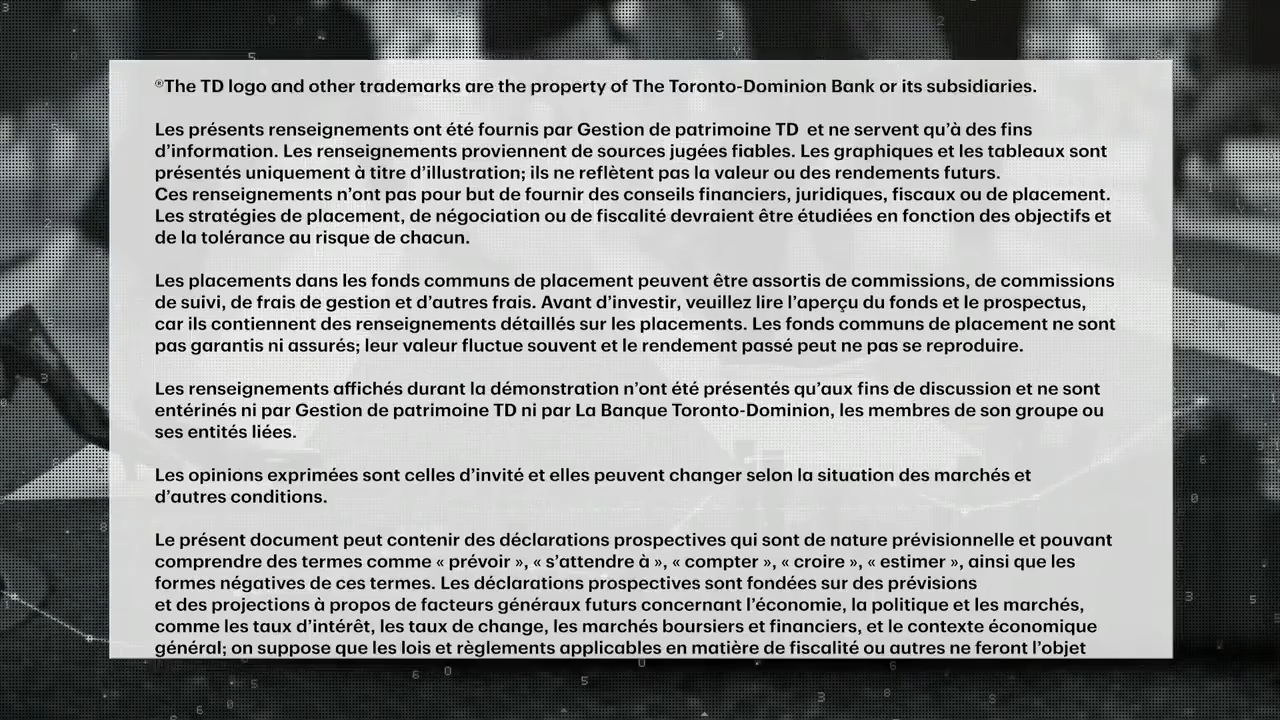 ®The TD logo and other trademarks are the property of The Toronto-Dominion Bank or its subsidiaries.
Les présents renseignements ont été fournis par Gestion de patrimoine TD  et ne servent qu’à des fins
d’information. Les renseignements proviennent de sources jugées fiables. Les graphiques et les tableaux sont
présentés uniquement à titre d’illustration; ils ne reflètent pas la valeur ou des rendements futurs.
Ces renseignements n’ont pas pour but de fournir des conseils financiers, juridiques, fiscaux ou de placement.
Les stratégies de placement, de négociation ou de fiscalité devraient être étudiées en fonction des objectifs et
de la tolérance au risque de chacun.
Les placements dans les fonds communs de placement peuvent être assortis de commissions, de commissions
de suivi, de frais de gestion et d’autres frais. Avant d’investir, veuillez lire l’aperçu du fonds et le prospectus,
car ils contiennent des renseignements détaillés sur les placements. Les fonds communs de placement ne sont
pas garantis ni assurés; leur valeur fluctue souvent et le rendement passé peut ne pas se reproduire.
Les renseignements affichés durant la démonstration n’ont été présentés qu’aux fins de discussion et ne sont
entérinés ni par Gestion de patrimoine TD ni par La Banque Toronto-Dominion, les membres de son groupe ou
ses entités liées.
Les opinions exprimées sont celles d’invité et elles peuvent changer selon la situation des marchés et
d’autres conditions.
Le présent document peut contenir des déclarations prospectives qui sont de nature prévisionnelle et pouvant
comprendre des termes comme « prévoir », « s’attendre à », « compter », « croire », « estimer », ainsi que les
formes négatives de ces termes. Les déclarations prospectives sont fondées sur des prévisions
et des projections à propos de facteurs généraux futurs concernant l’économie, la politique et les marchés,
comme les taux d’intérêt, les taux de change, les marchés boursiers et financiers, et le contexte économique
général; on suppose que les lois et règlements applicables en matière de fiscalité ou autres ne feront l’objet